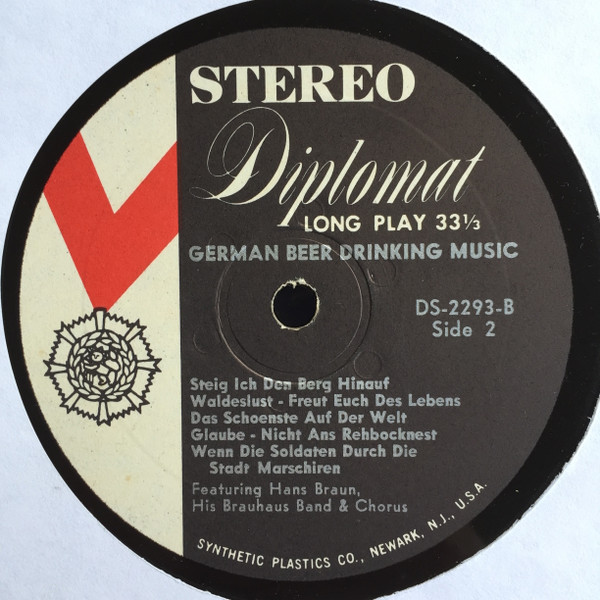 STEREO
Diplomat
LONG PLAY 33⅓
GERMAN BEER DRINKING MUSIC
DS-2293-B
Side 2
Steig Ich Den Berg Hinauf
Waldeslust - Freut Euch Des Lebens
Das Schoenste Auf Der Welt
Glaube - Nicht Ans Rehbocknest
Wenn Die Soldaten Durch Die
Stadt Marschiren
Featuring Hans Braun,
His Brauhaus Band & Chorus
SYNTHETIC PLASTICS CO., NEWARK, N.J., U.S.A.